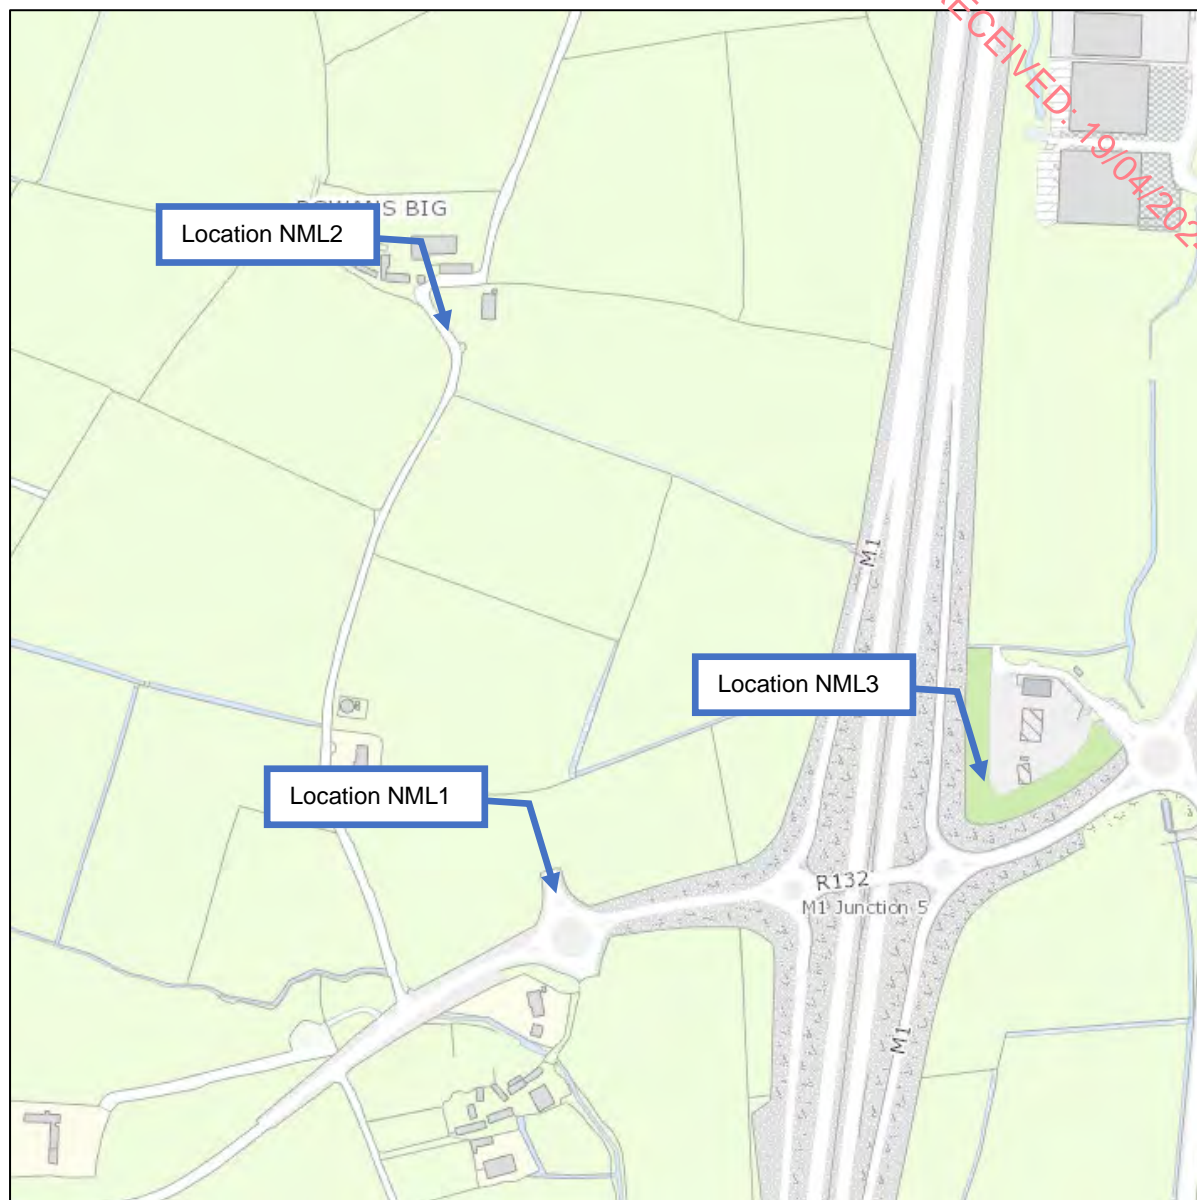 RECEIVED: 19/04/202
BIG
Location NML2
M1
Location NML3
Location NML1
R132
M1 Junction 5
M1